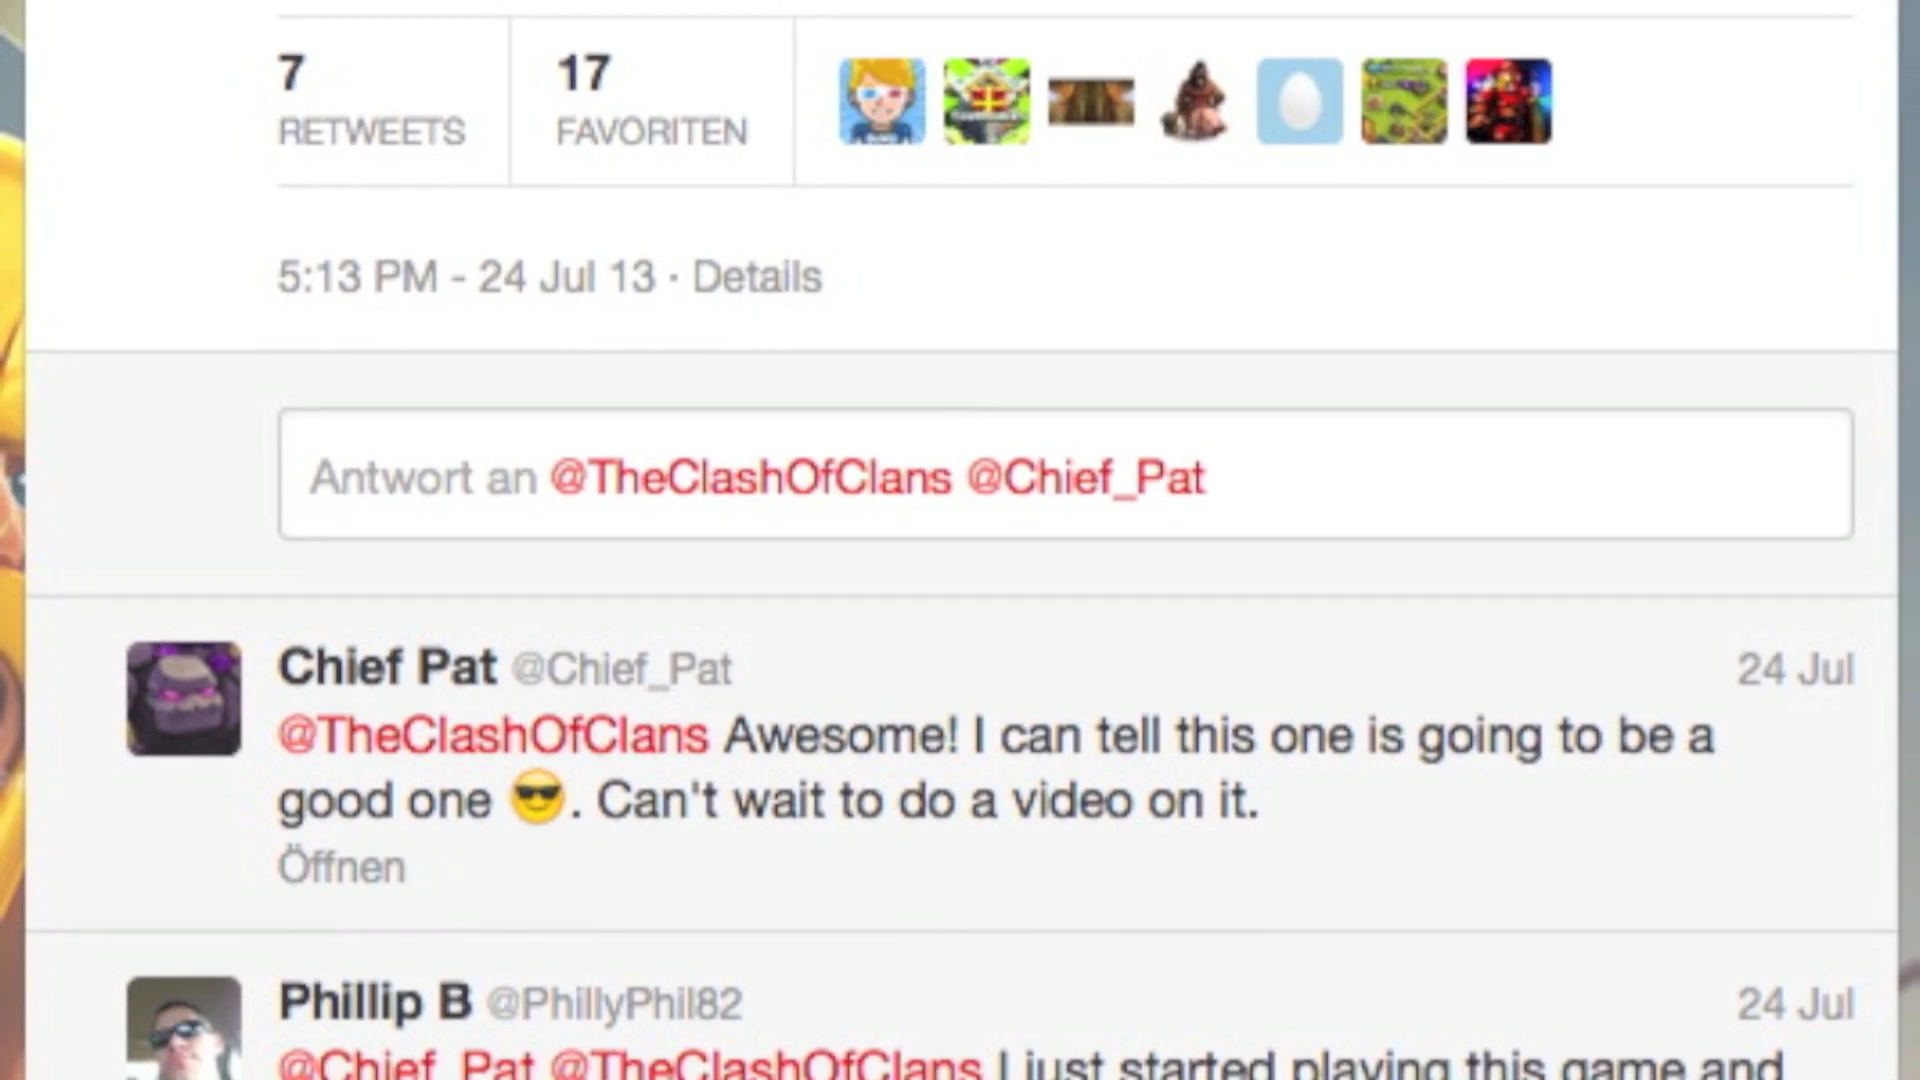 7
RETWEETS
17
FAVORITEN
5:13 PM - 24 Jul 13 · Details
Antwort an @TheClashOfClans @Chief_Pat
Chief Pat @Chief_Pat 24 Jul
@TheClashOfClans Awesome! I can tell this one is going to be a
good one 😎. Can't wait to do a video on it.
Öffnen
Phillip B @PhillyPhil82 24 Jul
@Chief_Pat @TheClashOfClans I just started playing this game and